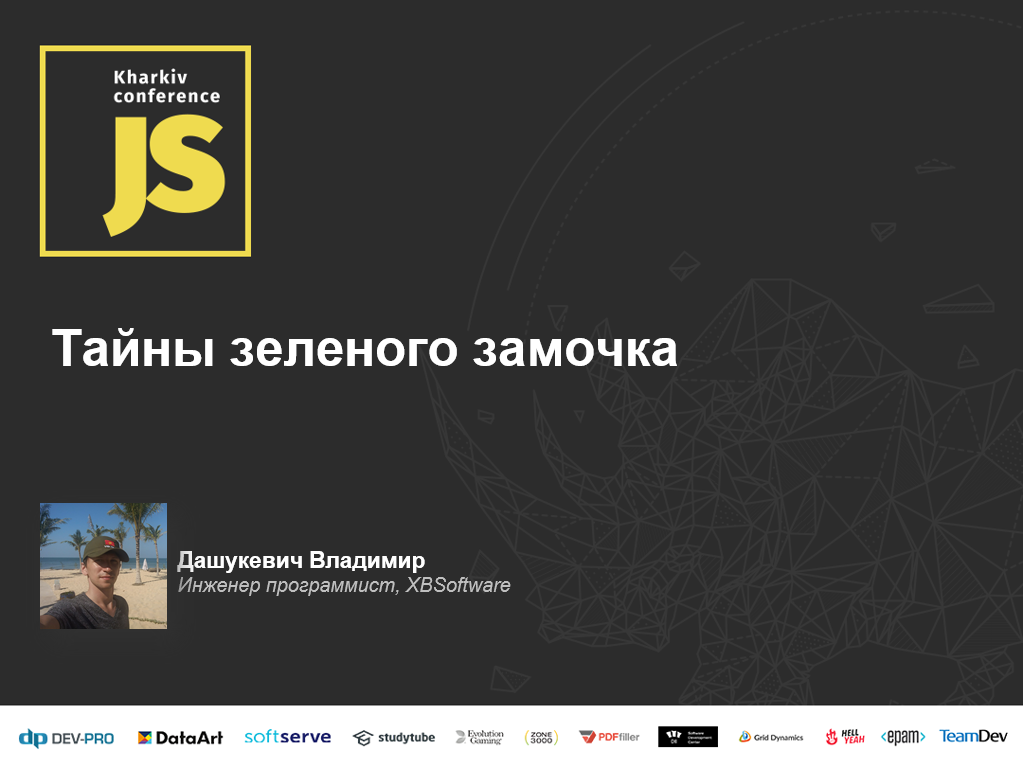 Kharkiv
conference
JS
Тайны зеленого замочка
Дашукевич Владимир
Инженер программист, XBSoftware
dp DEV-PRO
DataArt
softserve
studytube
Evolution
Gaming
ZONE
3000
PDFfiller
DX
Software
Development
Center
Grid Dynamics
HELL
YEAH
<epam>
TeamDev